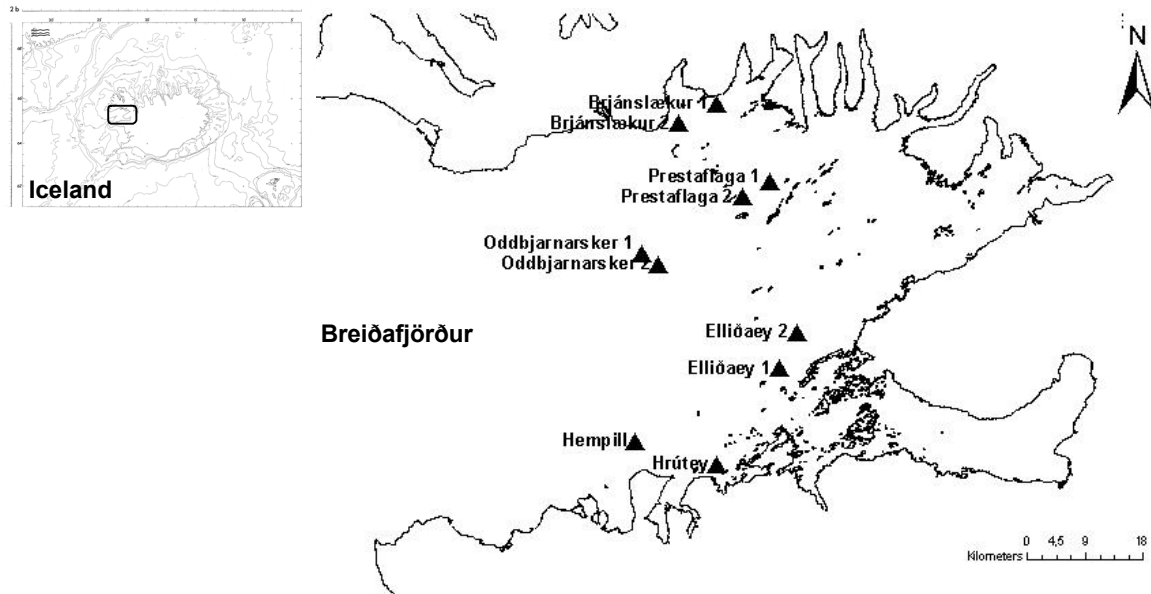 2 b
Iceland
N
Brjánslækur 1
Brjánslækur 2
Prestaflaga 1
Prestaflaga 2
Oddbjarnarsker 1
Oddbjarnarsker 2
Breiðafjörður
Elliðaey 2
Elliðaey 1
Hempill
Hrútey
0 4,5 9 18
Kilometers